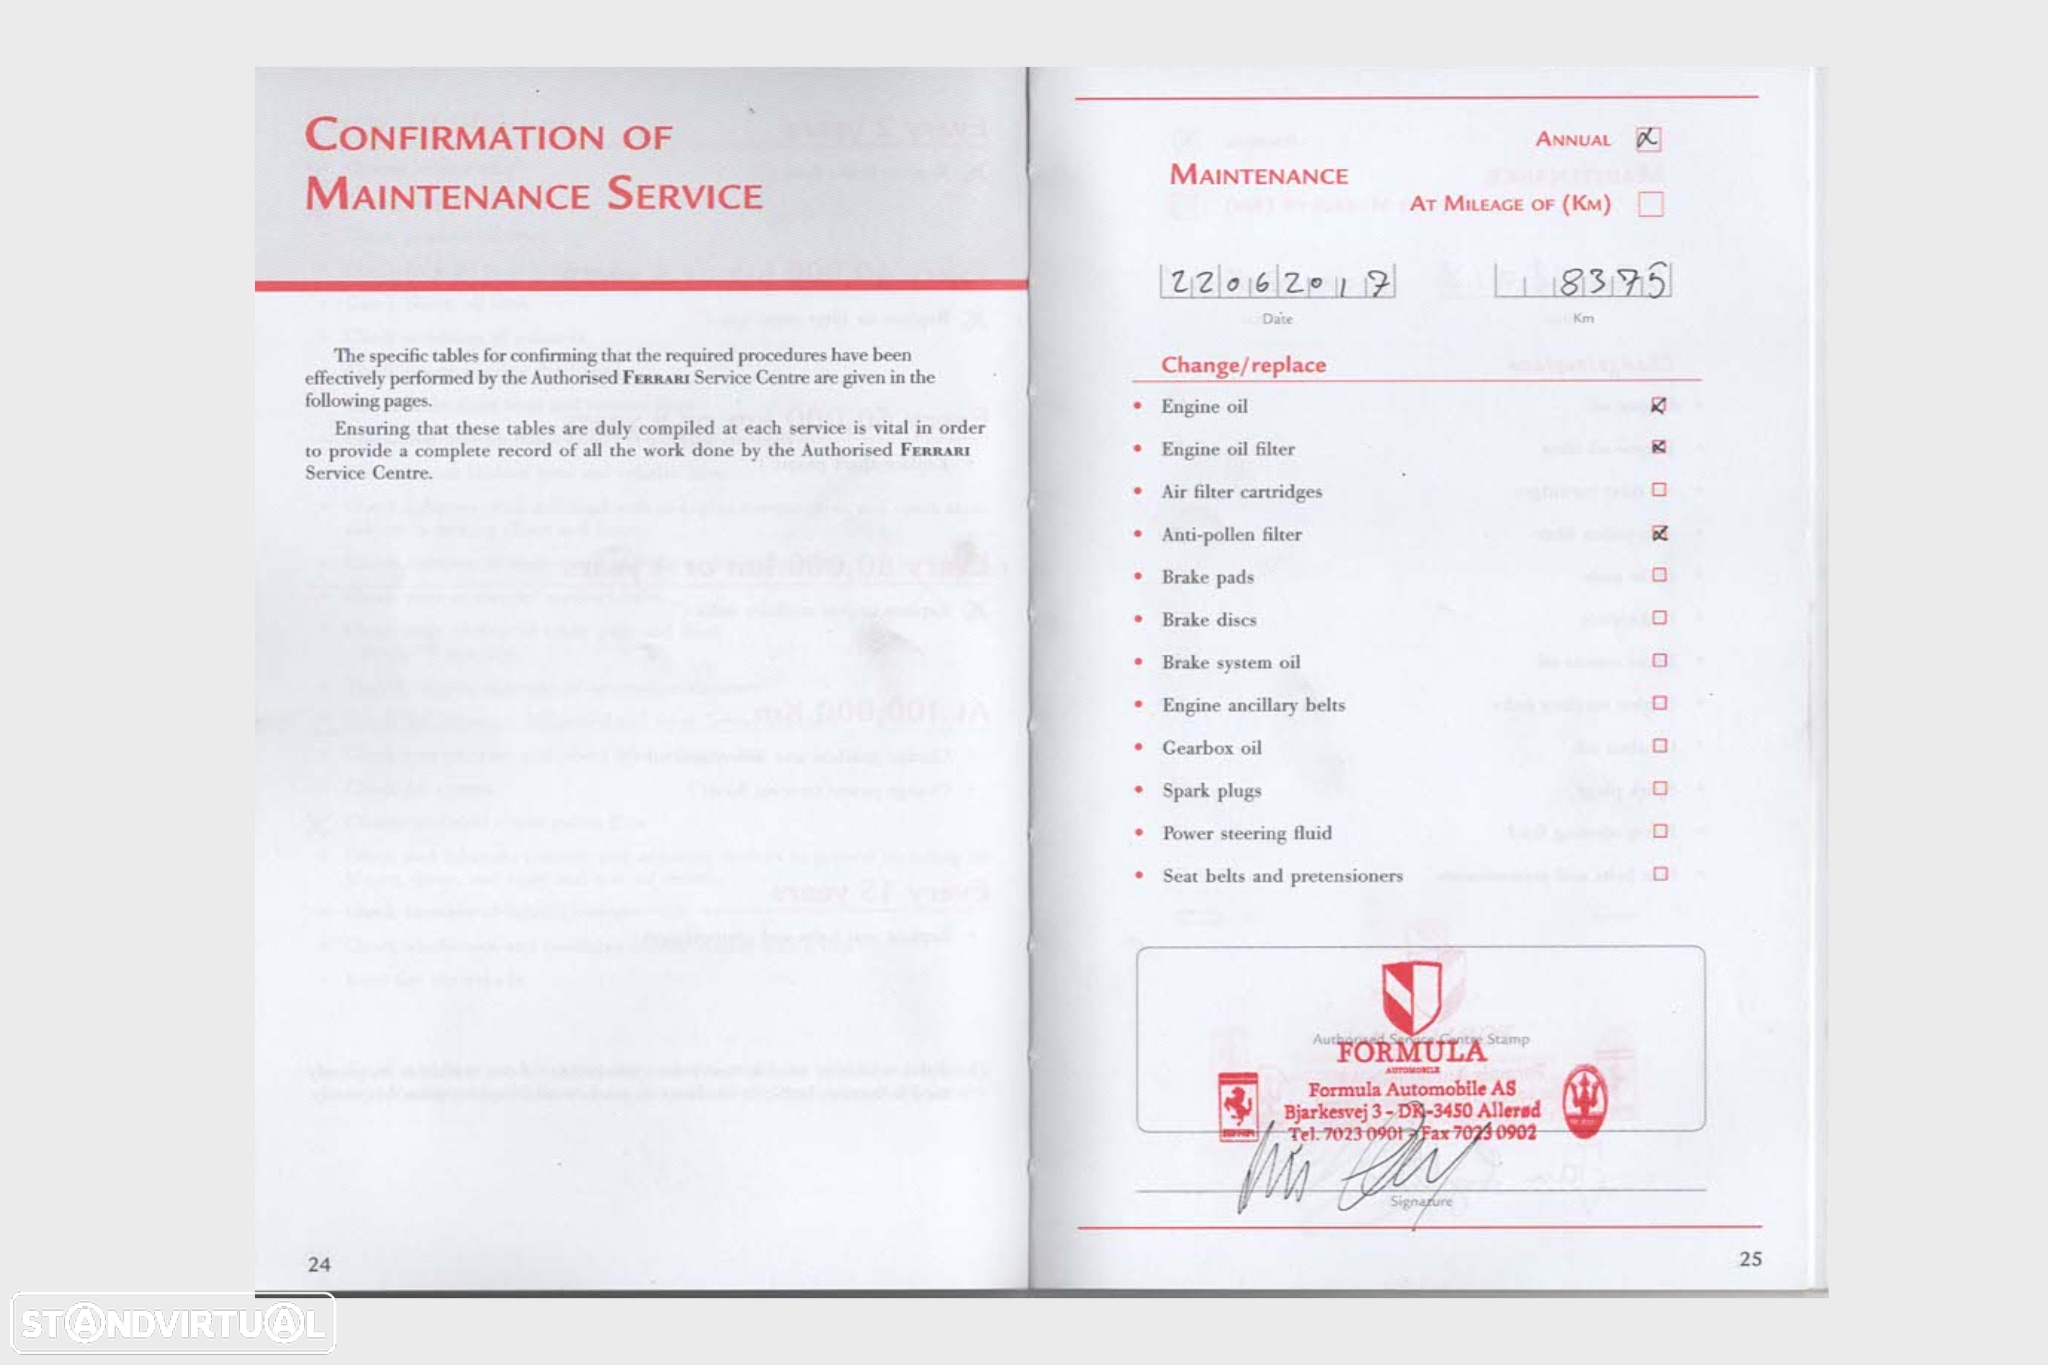 CONFIRMATION OF
MAINTENANCE SERVICE
The specific tables for confirming that the required procedures have been
effectively performed by the Authorised FERRARI Service Centre are given in the
following pages.
Ensuring that these tables are duly compiled at each service is vital in order
to provide a complete record of all the work done by the Authorised FERRARI
Service Centre.
24
ANNUAL
MAINTENANCE
AT MILEAGE OF (KM)
22062017 8375
Date Km
Change/replace
• Engine oil
• Engine oil filter
• Air filter cartridges
• Anti-pollen filter
• Brake pads
• Brake discs
• Brake system oil
• Engine ancillary belts
• Gearbox oil
• Spark plugs
• Power steering fluid
• Seat belts and pretensioners
Authorised Service Centre Stamp
FORMULA
AUTOMOBILE
Formula Automobile AS
Bjarkesvej 3 - DK-3450 Allerød
Tel. 7023 0901 - Fax 7023 0902
Signature
25
STANDVIRTUAL